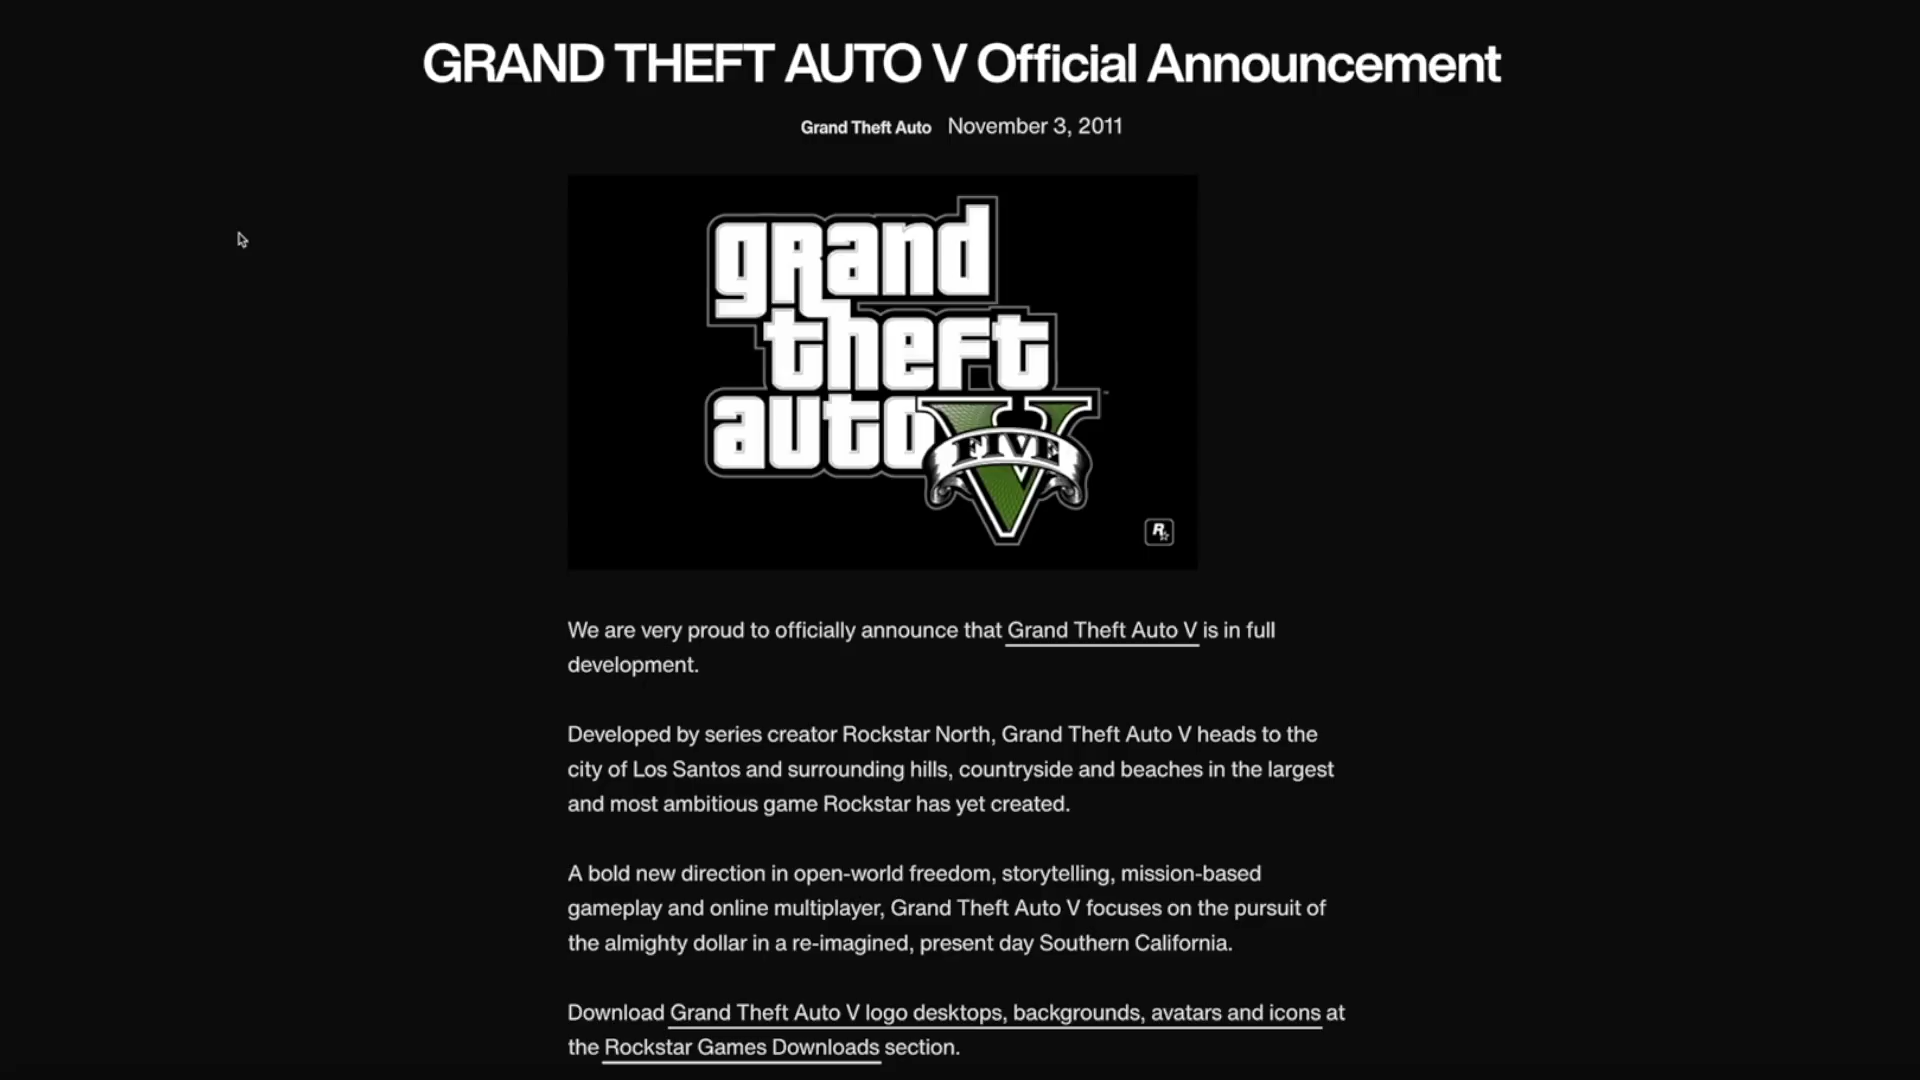 GRAND THEFT AUTO V Official Announcement
Grand Theft Auto November 3, 2011
grand
theft
auto V
FIVE
R
We are very proud to officially announce that Grand Theft Auto V is in full
development.
Developed by series creator Rockstar North, Grand Theft Auto V heads to the
city of Los Santos and surrounding hills, countryside and beaches in the largest
and most ambitious game Rockstar has yet created.
A bold new direction in open-world freedom, storytelling, mission-based
gameplay and online multiplayer, Grand Theft Auto V focuses on the pursuit of
the almighty dollar in a re-imagined, present day Southern California.
Download Grand Theft Auto V logo desktops, backgrounds, avatars and icons at
the Rockstar Games Downloads section.